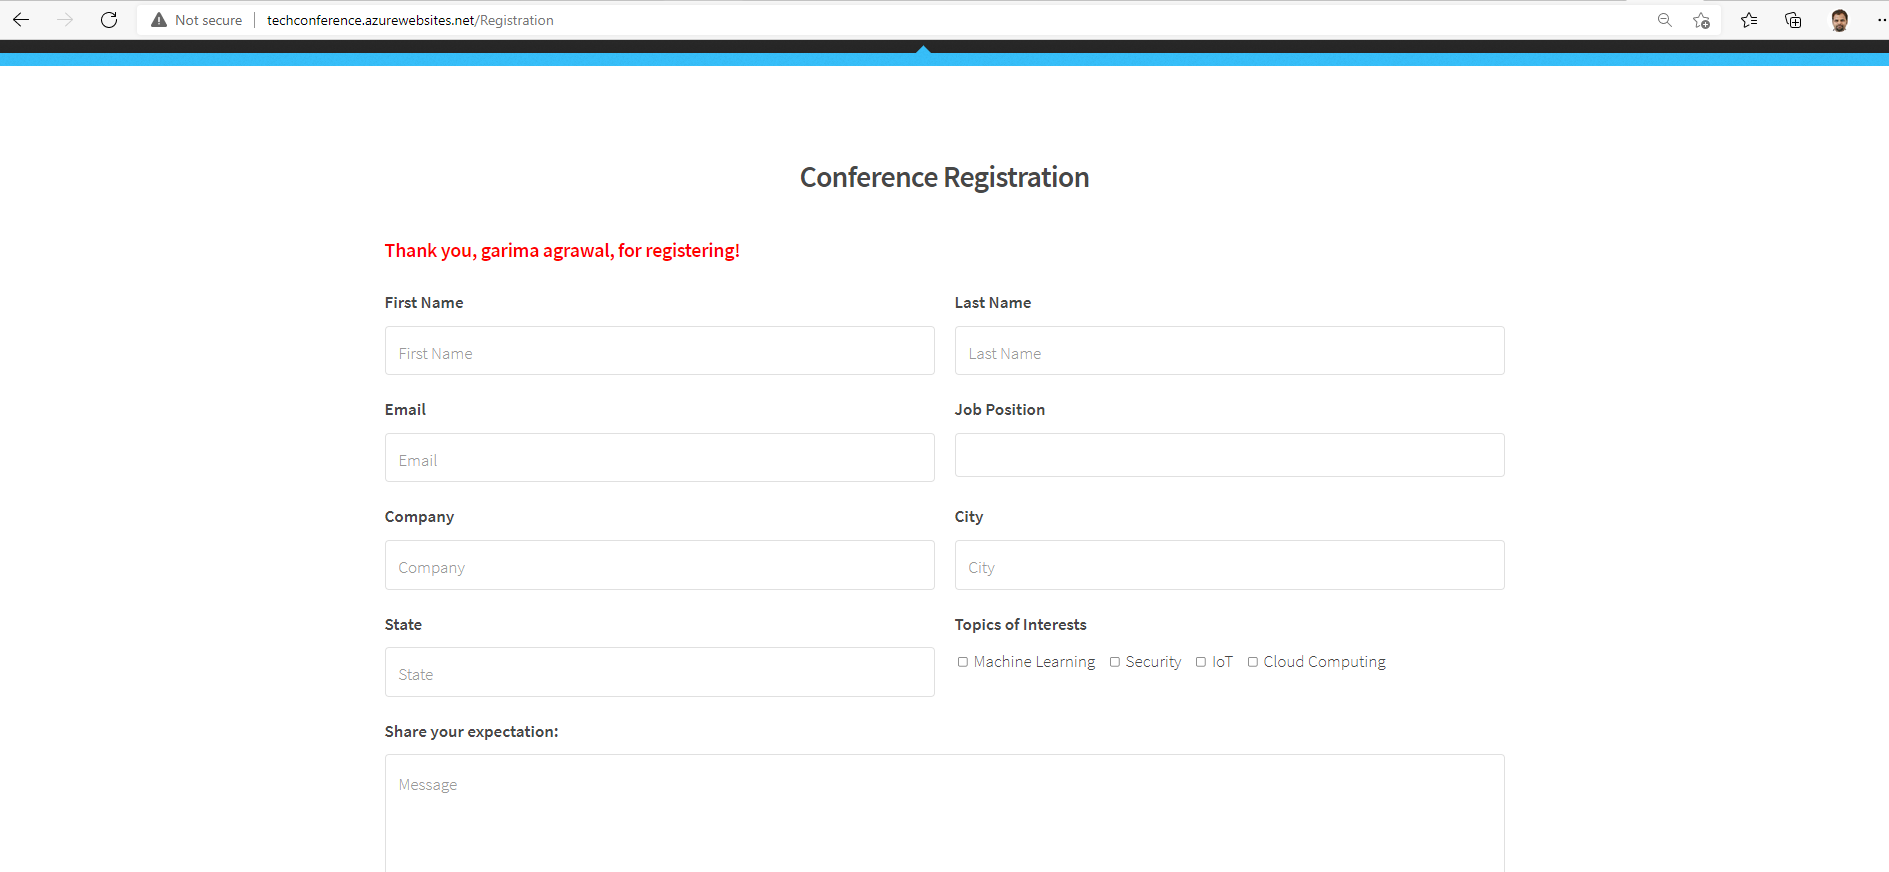 Not secure techconference.azurewebsites.net/Registration
Conference Registration
Thank you, garima agrawal, for registering!
First Name Last Name
First Name Last Name
Email Job Position
Email
Company City
Company City
State Topics of Interests
State Machine Learning Security IoT Cloud Computing
Share your expectation:
Message